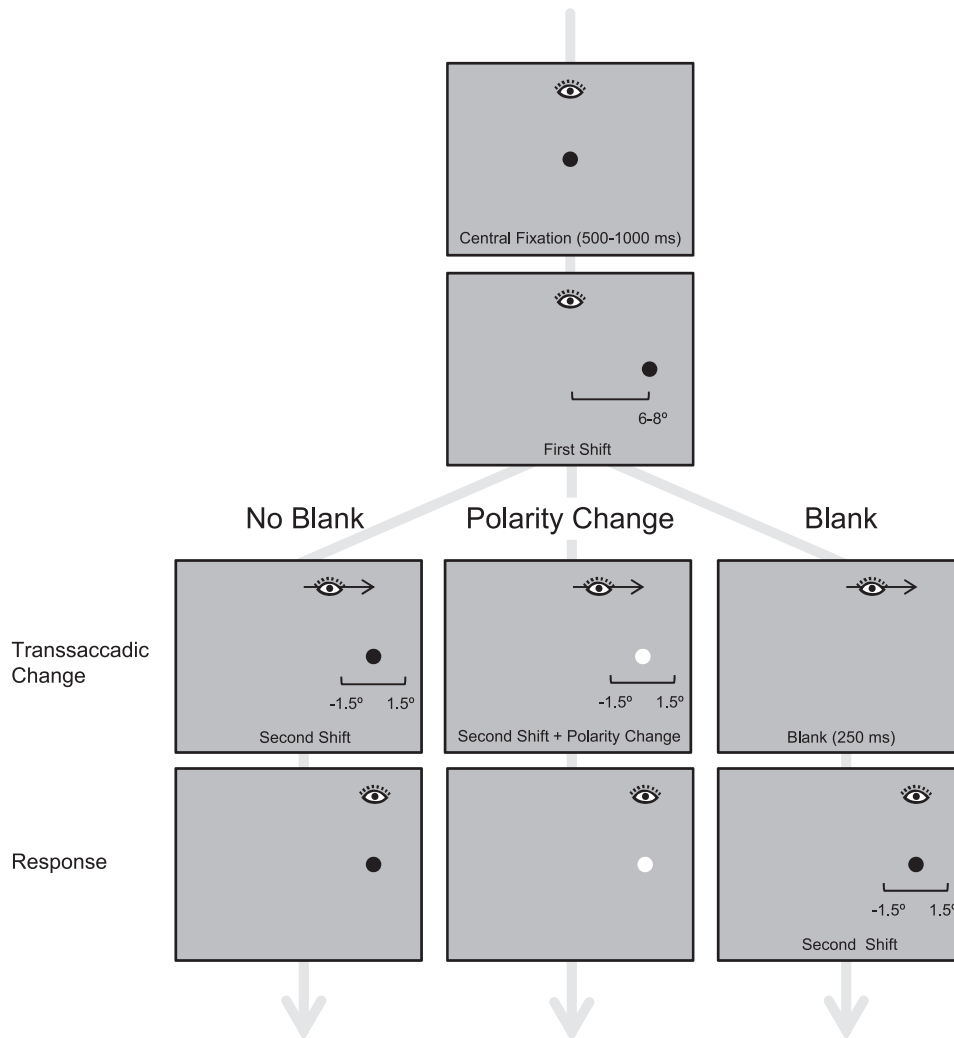 Central Fixation (500-1000 ms)
6-8º
First Shift
No Blank
Polarity Change
Blank
Transsaccadic
Change
-1.5º 1.5º
Second Shift
-1.5º 1.5º
Second Shift + Polarity Change
Blank (250 ms)
Response
-1.5º 1.5º
Second Shift